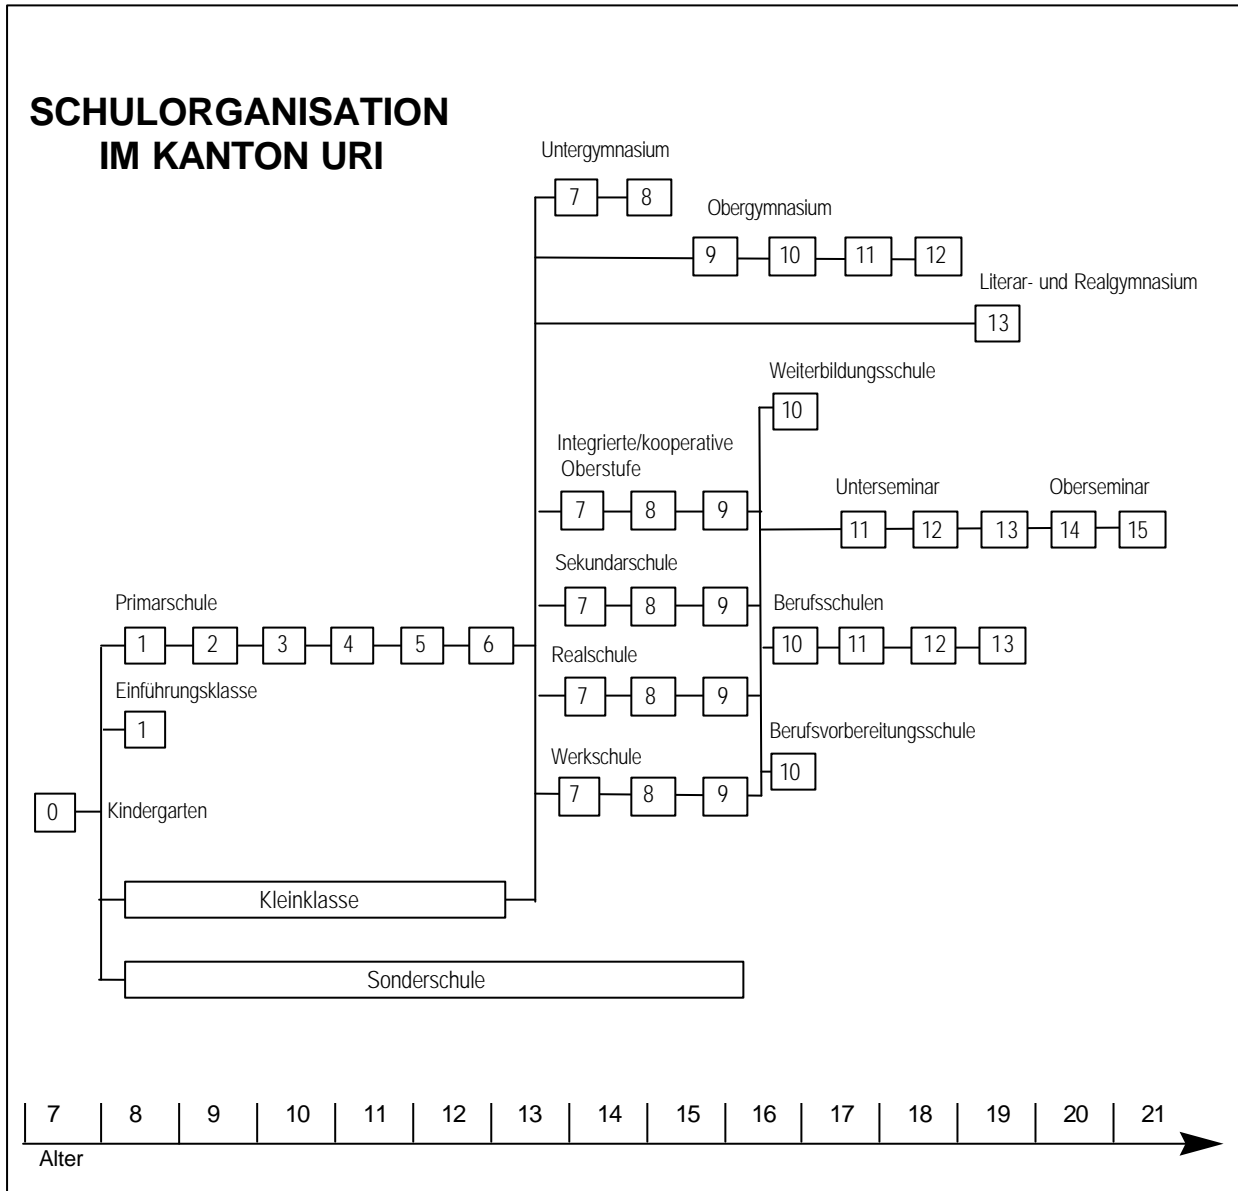 SCHULORGANISATION
IM KANTON URI
Untergymnasium
7 8
Obergymnasium
9 10 11 12
Literar- und Realgymnasium
13
Weiterbildungsschule
10
Integrierte/kooperative
Oberstufe
7 8 9
Unterseminar Oberseminar
11 12 13 14 15
Sekundarschule
7 8 9
Primarschule
1 2 3 4 5 6
Berufsschulen
10 11 12 13
Realschule
7 8 9
Einführungsklasse
1
Berufsvorbereitungsschule
10
Werkschule
7 8 9
0 Kindergarten
Kleinklasse
Sonderschule
7 8 9 10 11 12 13 14 15 16 17 18 19 20 21
Alter